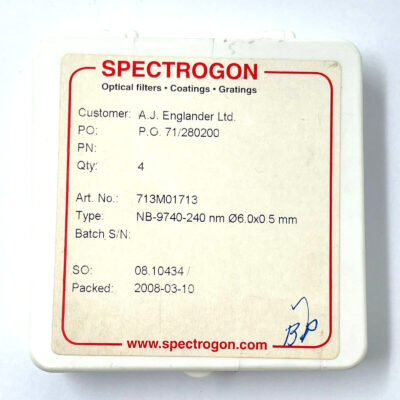 SPECTROGON
Optical filters • Coatings • Gratings
Customer: A.J. Englander Ltd.
PO: P.O. 71/280200
PN:
Qty: 4
Art. No.: 713M01713
Type: NB-9740-240 nm Ø6.0x0.5 mm
Batch S/N:
SO: 08.10434 /
Packed: 2008-03-10
www.spectrogon.com